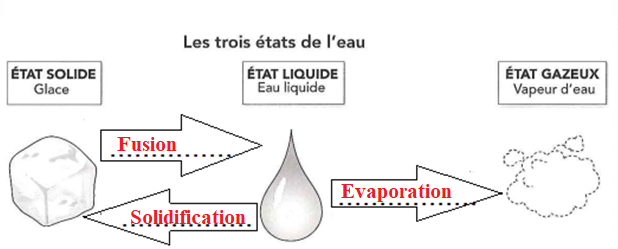 Les trois états de l'eau
ÉTAT SOLIDE
Glace
ÉTAT LIQUIDE
Eau liquide
ÉTAT GAZEUX
Vapeur d'eau
Fusion
Evaporation
Solidification